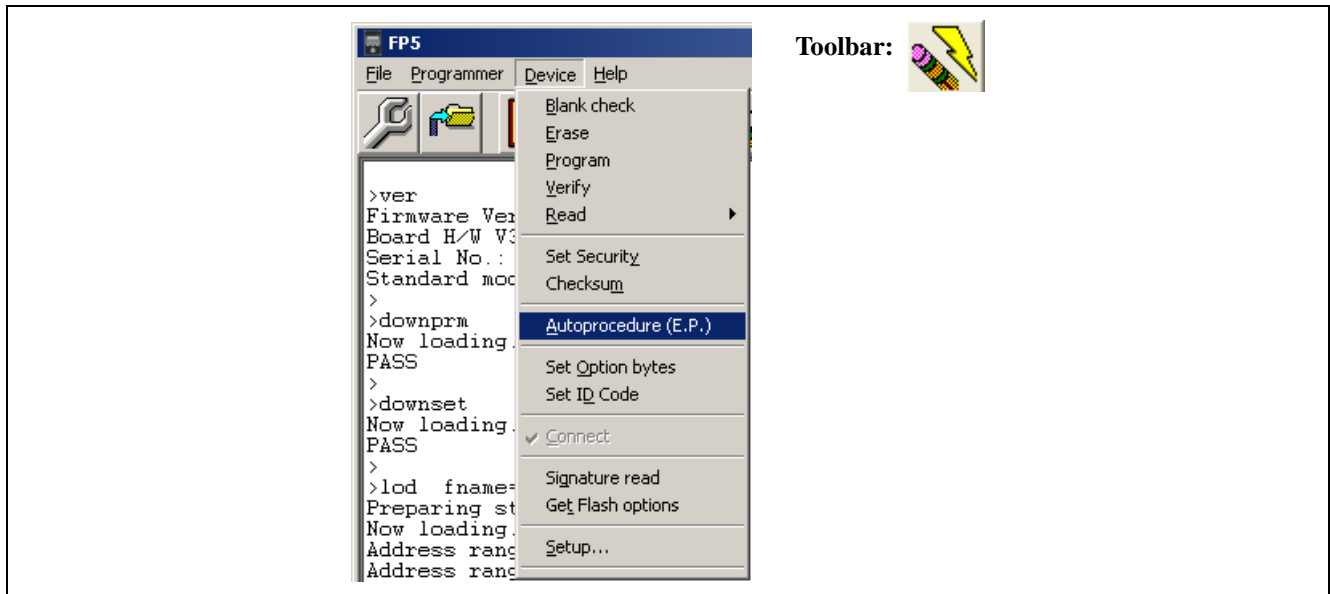 FP5
File Programmer Device Help
Toolbar:
Blank check
Erase
Program
Verify
Read
Set Security
Checksum
Autoprocedure (E.P.)
Set Option bytes
Set ID Code
Connect
Signature read
Get Flash options
Setup...
>ver
Firmware Ver
Board H/W V3
Serial No.:
Standard mod
>
>downprm
Now loading.
PASS
>
>downset
Now loading.
PASS
>
>lod fname=
Preparing st
Now loading.
Address rang
Address rang